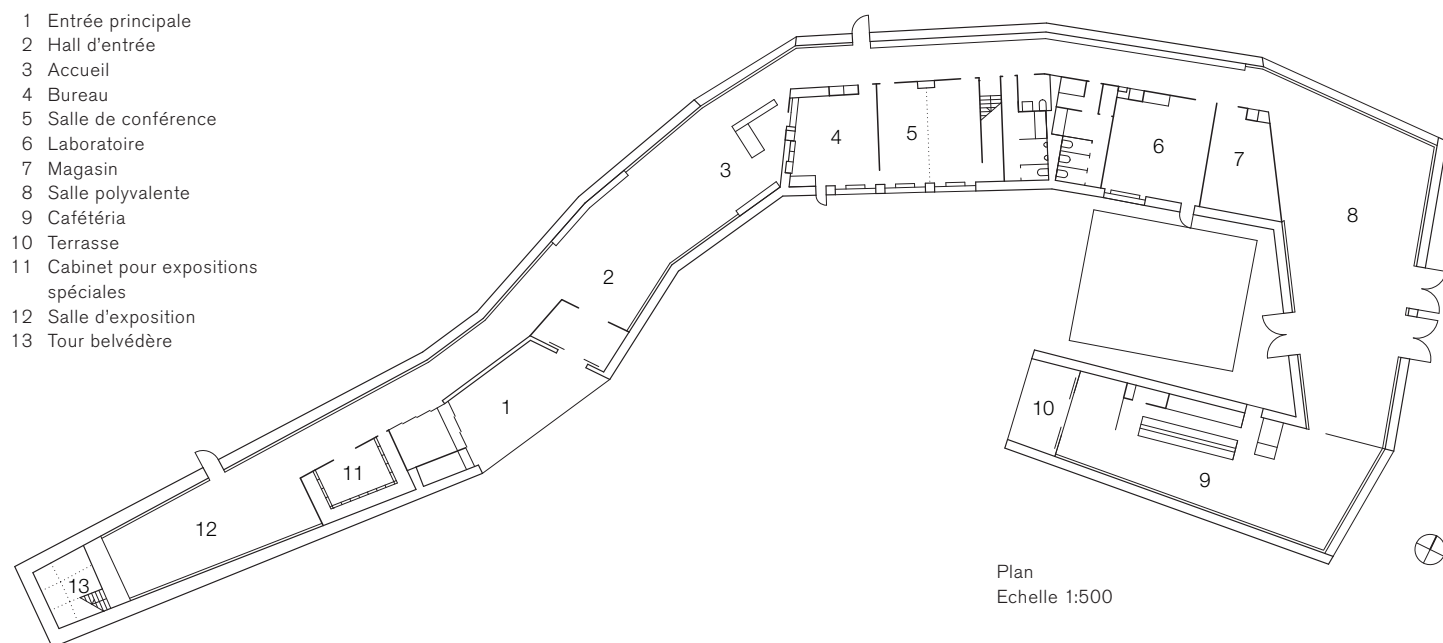 1 Entrée principale
2 Hall d'entrée
3 Accueil
4 Bureau
5 Salle de conférence
6 Laboratoire
7 Magasin
8 Salle polyvalente
9 Cafétéria
10 Terrasse
11 Cabinet pour expositions
spéciales
12 Salle d'exposition
13 Tour belvédère
4
5
6
7
3
8
2
1
10
11
9
12
13
Plan
Echelle 1:500